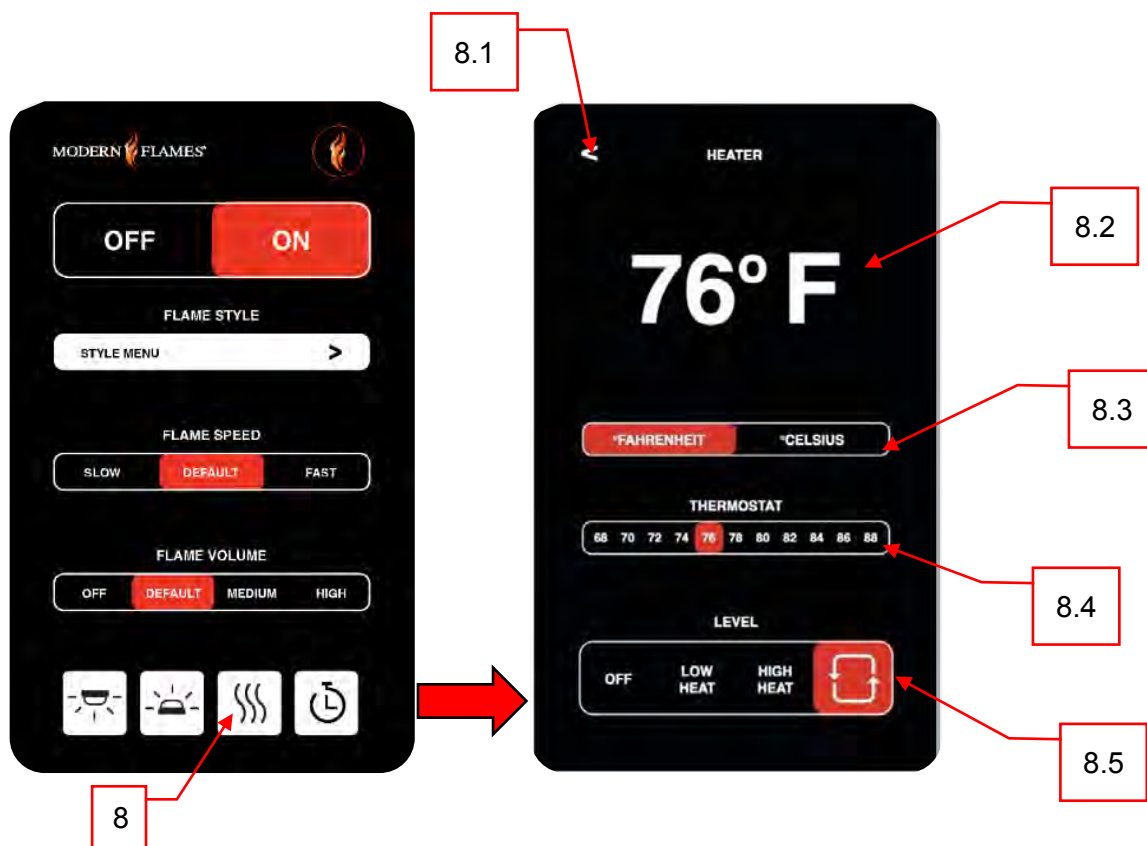 8.1
MODERN FLAMES®
OFF ON
FLAME STYLE
STYLE MENU >
FLAME SPEED
SLOW DEFAULT FAST
FLAME VOLUME
OFF DEFAULT MEDIUM HIGH
8
< HEATER
76° F
8.2
°FAHRENHEIT °CELSIUS
8.3
THERMOSTAT
68 70 72 74 76 78 80 82 84 86 88
8.4
LEVEL
OFF LOW HEAT HIGH HEAT
8.5